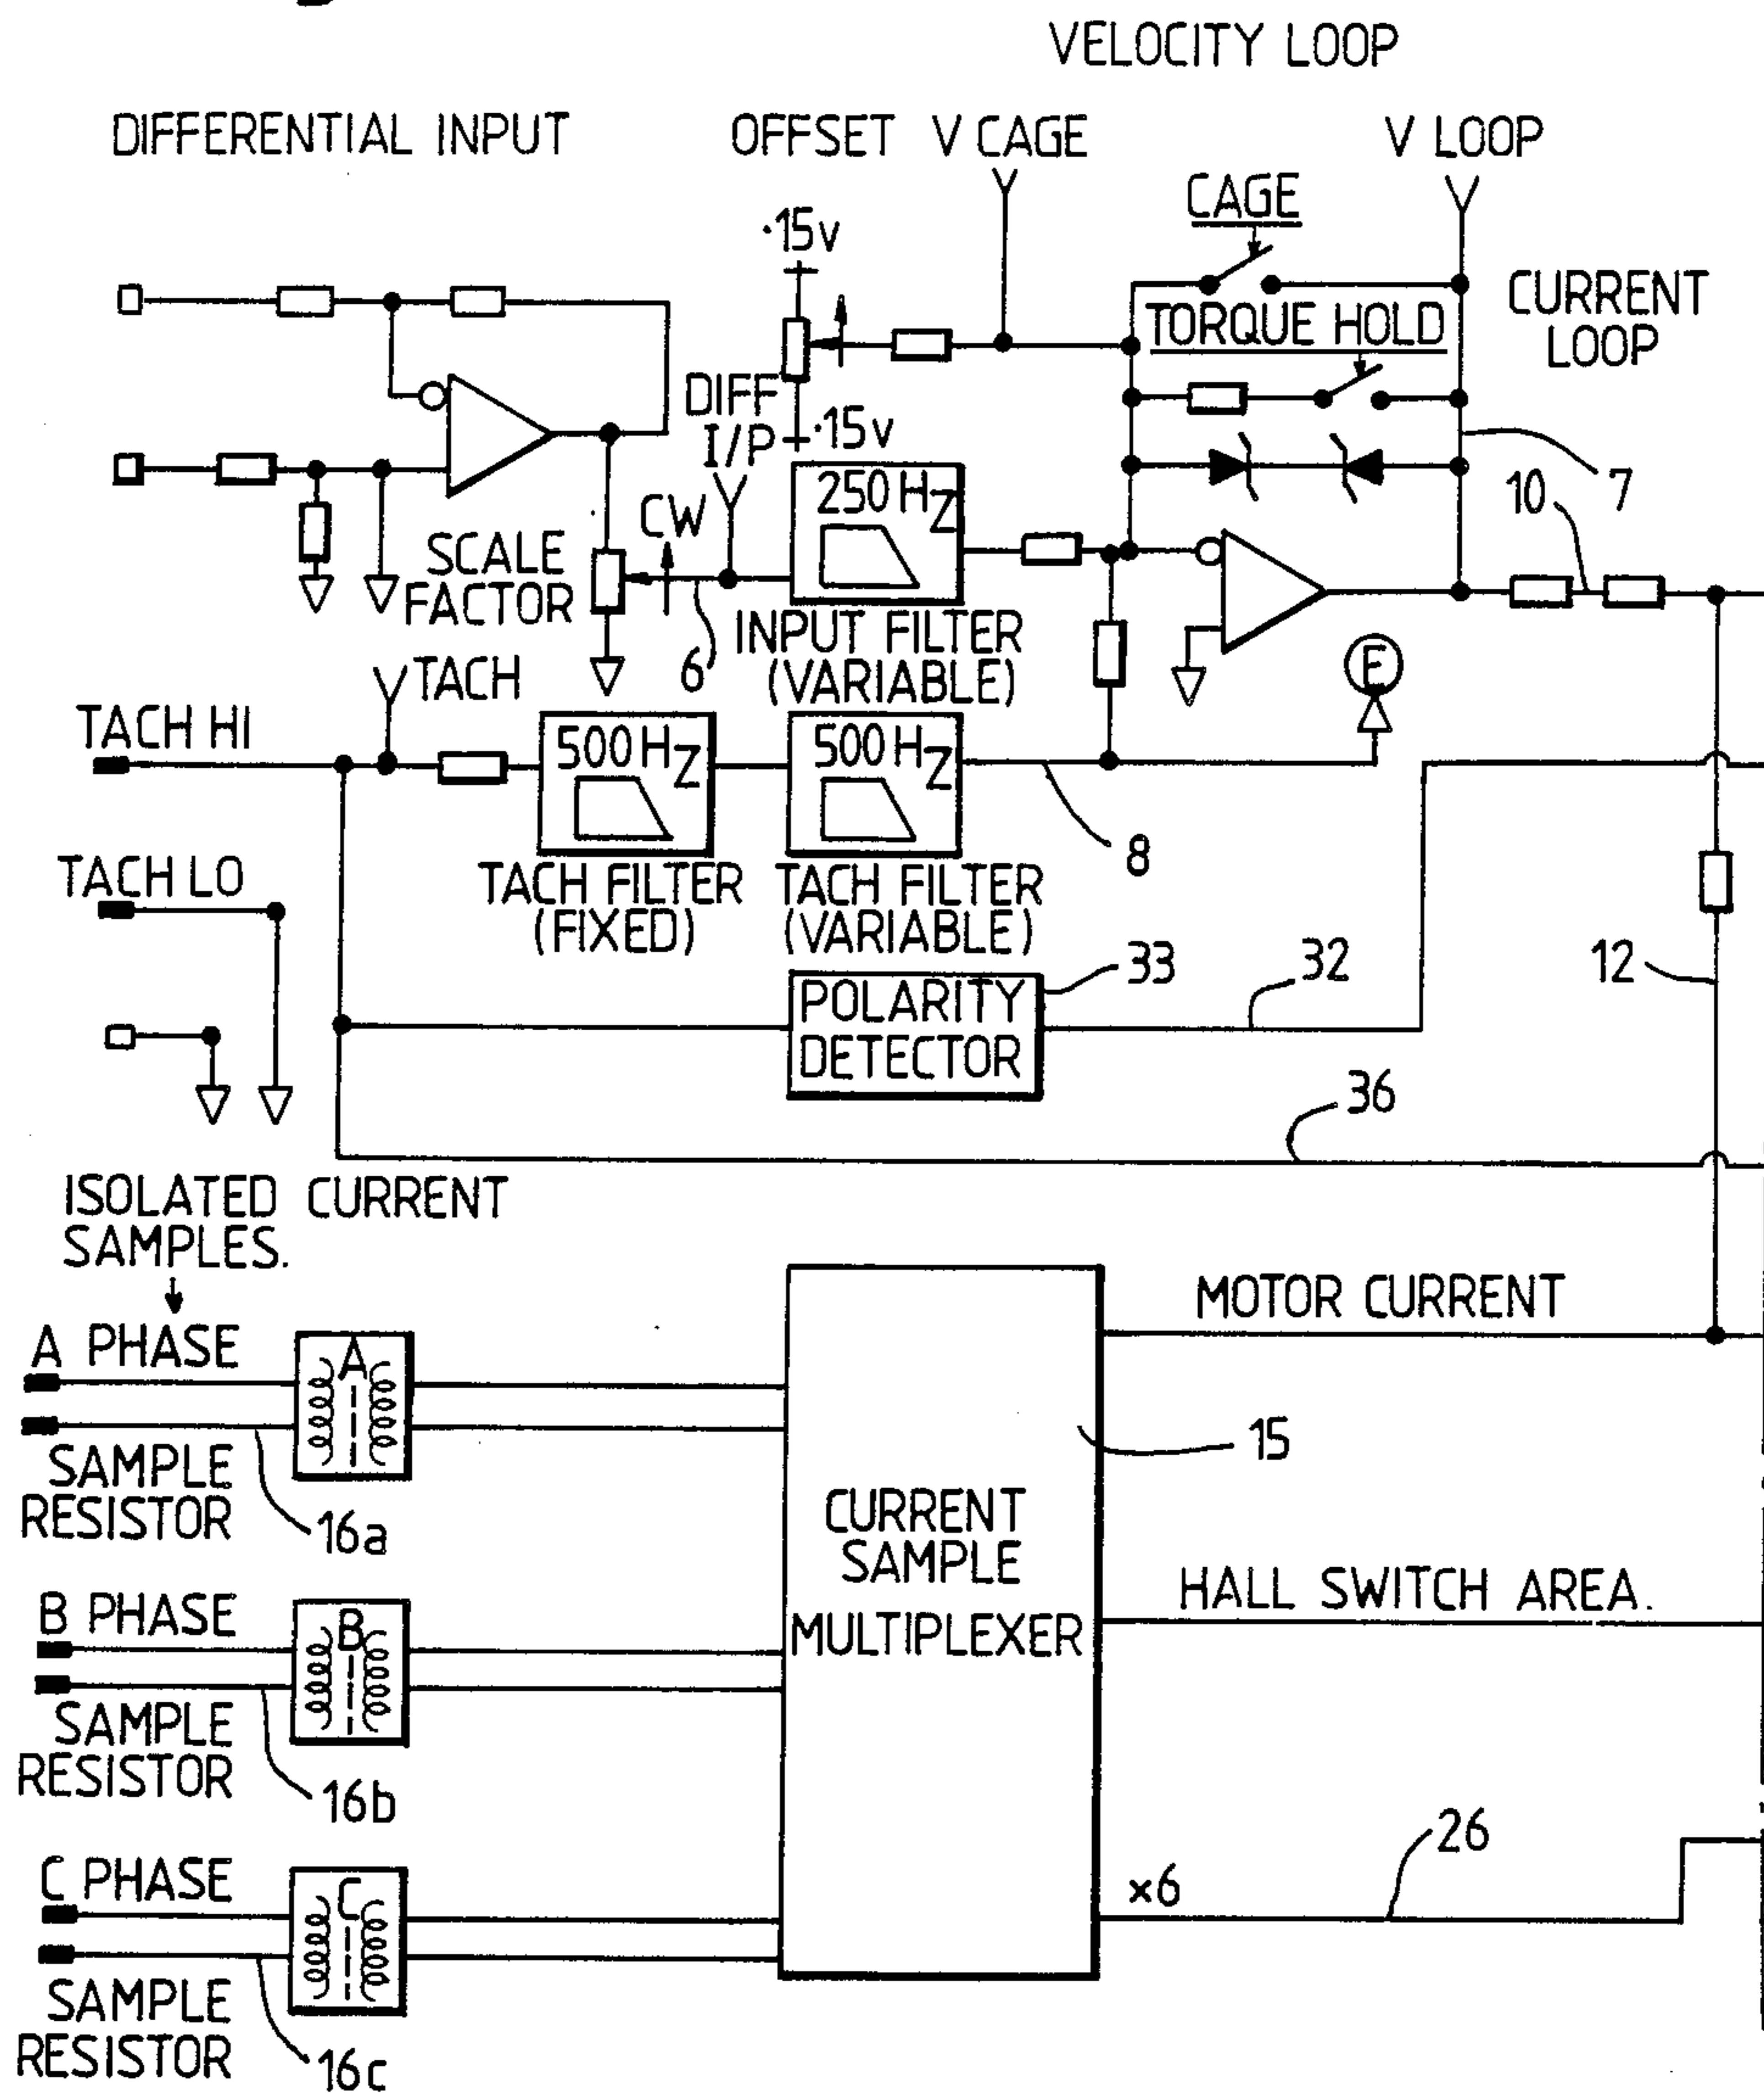 VELOCITY LOOP
DIFFERENTIAL INPUT
OFFSET
V CAGE
V LOOP
CAGE
·15v
CURRENT
LOOP
TORQUE HOLD
DIFF
I/P
·15v
7
10
250 Hz
CW
SCALE
FACTOR
6
INPUT FILTER
(VARIABLE)
E
TACH
TACH HI
500 Hz
500 Hz
8
TACH LO
TACH FILTER
(FIXED)
TACH FILTER
(VARIABLE)
12
33
32
POLARITY
DETECTOR
36
ISOLATED CURRENT
SAMPLES.
MOTOR CURRENT
A PHASE
A
15
SAMPLE
RESISTOR
16a
CURRENT
SAMPLE
MULTIPLEXER
HALL SWITCH AREA.
B PHASE
B
SAMPLE
RESISTOR
16b
26
C PHASE
C
x6
SAMPLE
RESISTOR
16c